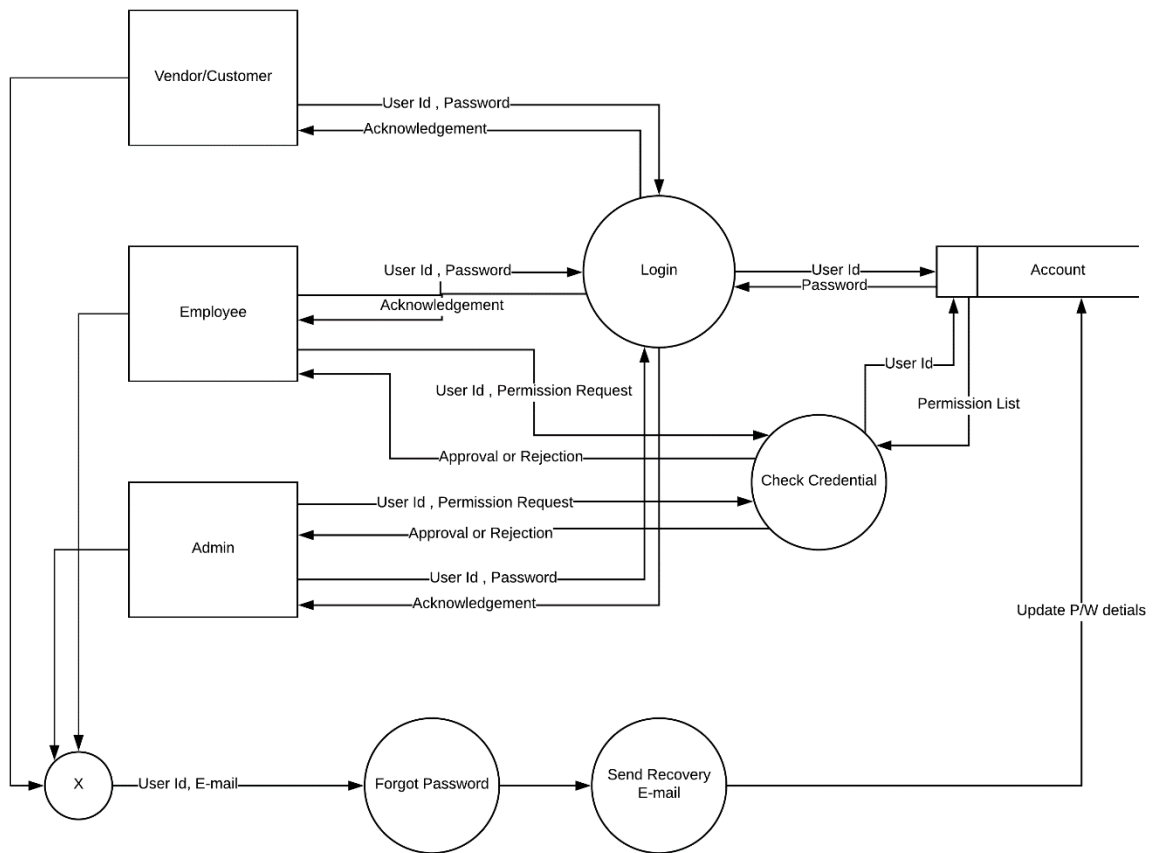 Vendor/Customer
User Id , Password
Acknowledgement
Login
User Id , Password
Acknowledgement
Employee
User Id
Password
Account
User Id
User Id , Permission Request
Permission List
Approval or Rejection
Check Credential
User Id , Permission Request
Approval or Rejection
Admin
User Id , Password
Acknowledgement
Update P/W detials
X
User Id, E-mail
Forgot Password
Send Recovery
E-mail